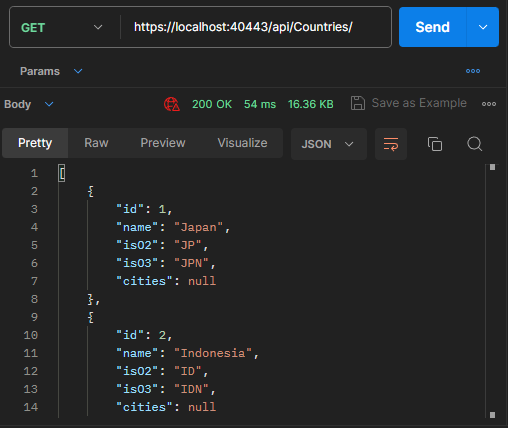 GET https://localhost:40443/api/Countries/ Send
Params
Body 200 OK 54 ms 16.36 KB Save as Example
Pretty Raw Preview Visualize JSON
1 [
2 {
3 "id": 1,
4 "name": "Japan",
5 "isO2": "JP",
6 "isO3": "JPN",
7 "cities": null
8 },
9 {
10 "id": 2,
11 "name": "Indonesia",
12 "isO2": "ID",
13 "isO3": "IDN",
14 "cities": null